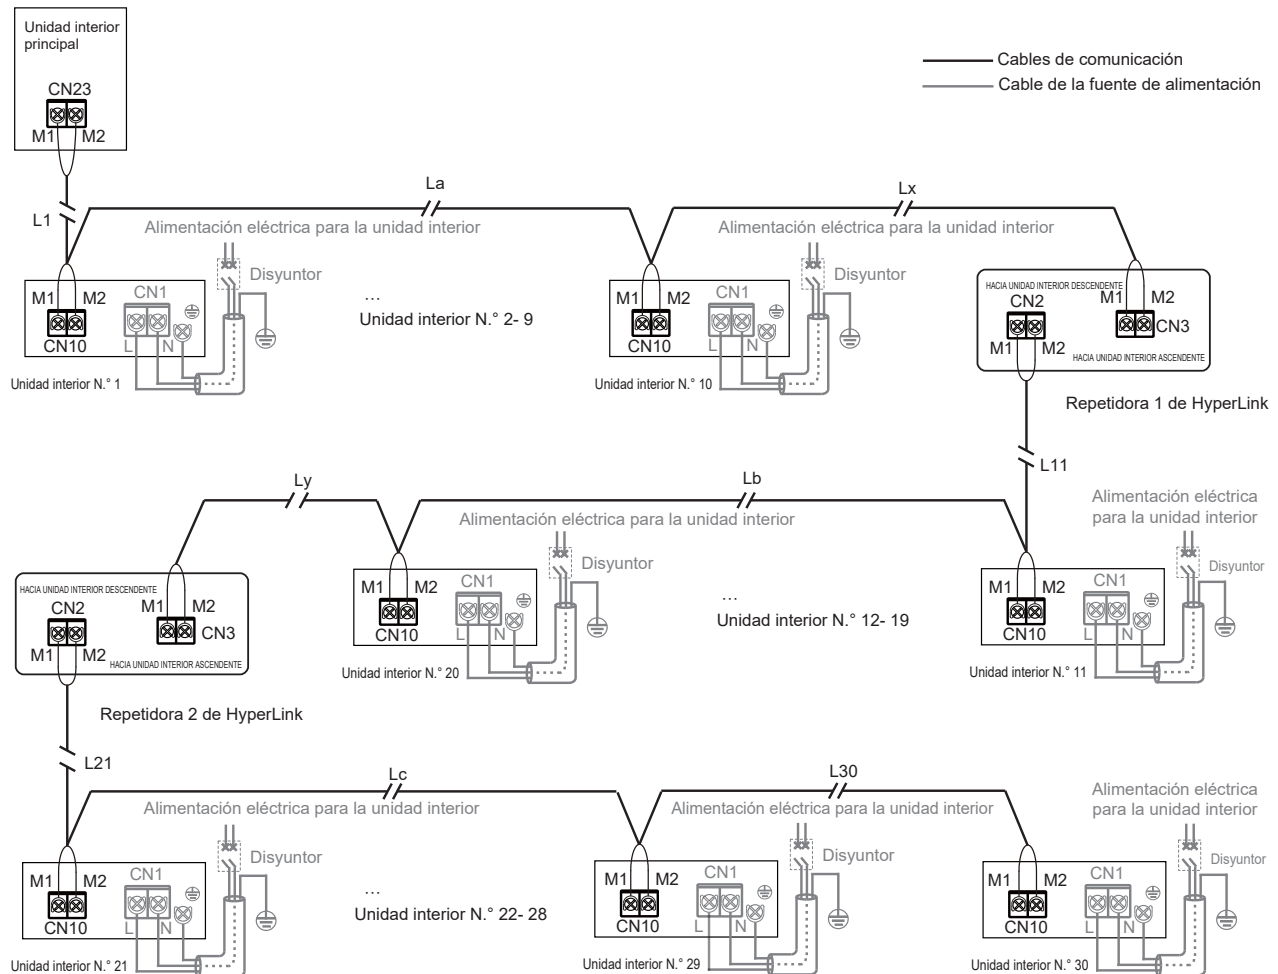 Unidad interior
principal
CN23
M1 M2
Cables de comunicación
Cable de la fuente de alimentación
L1
La
Lx
Alimentación eléctrica para la unidad interior
Disyuntor
M1 M2
CN10
CN1
L N
Unidad interior N.° 1
...
Unidad interior N.° 2- 9
Alimentación eléctrica para la unidad interior
Disyuntor
M1 M2
CN10
CN1
L N
Unidad interior N.° 10
HACIA UNIDAD INTERIOR DESCENDENTE
CN2
M1 M2
M1 M2
CN3
HACIA UNIDAD INTERIOR ASCENDENTE
Repetidora 1 de HyperLink
L11
Ly
Lb
Alimentación eléctrica para la unidad interior
Disyuntor
HACIA UNIDAD INTERIOR DESCENDENTE
CN2
M1 M2
M1 M2
CN3
HACIA UNIDAD INTERIOR ASCENDENTE
Repetidora 2 de HyperLink
M1 M2
CN10
CN1
L N
Unidad interior N.° 20
...
Unidad interior N.° 12- 19
Alimentación eléctrica
para la unidad interior
Disyuntor
M1 M2
CN10
CN1
L N
Unidad interior N.° 11
L21
Lc
L30
Alimentación eléctrica para la unidad interior
Disyuntor
M1 M2
CN10
CN1
L N
Unidad interior N.° 21
...
Unidad interior N.° 22- 28
Alimentación eléctrica para la unidad interior
Disyuntor
M1 M2
CN10
CN1
L N
Unidad interior N.° 29
Alimentación eléctrica
para la unidad interior
Disyuntor
M1 M2
CN10
CN1
L N
Unidad interior N.° 30